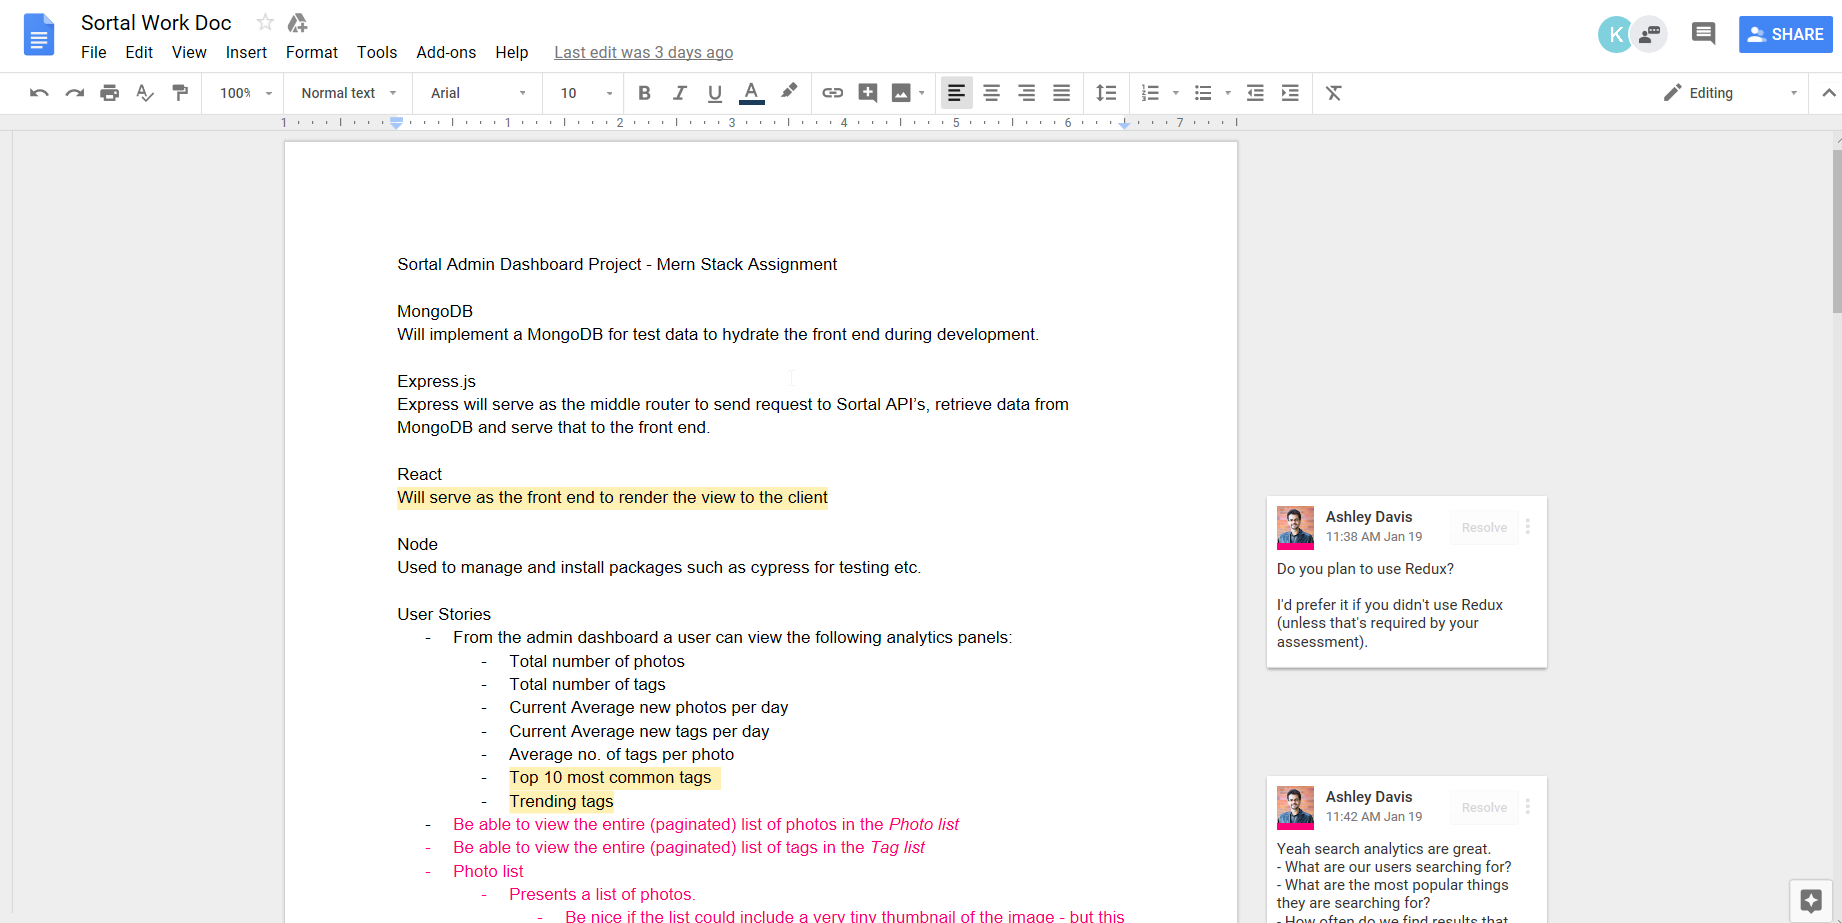 Sortal Work Doc
File Edit View Insert Format Tools Add-ons Help Last edit was 3 days ago
K
SHARE
100% Normal text Arial 10 B I U A Editing
1 1 2 3 4 5 6 7
Sortal Admin Dashboard Project - Mern Stack Assignment
MongoDB
Will implement a MongoDB for test data to hydrate the front end during development.
Express.js
Express will serve as the middle router to send request to Sortal API’s, retrieve data from
MongoDB and serve that to the front end.
React
Will serve as the front end to render the view to the client
Node
Used to manage and install packages such as cypress for testing etc.
User Stories
- From the admin dashboard a user can view the following analytics panels:
- Total number of photos
- Total number of tags
- Current Average new photos per day
- Current Average new tags per day
- Average no. of tags per photo
- Top 10 most common tags
- Trending tags
- Be able to view the entire (paginated) list of photos in the Photo list
- Be able to view the entire (paginated) list of tags in the Tag list
- Photo list
- Presents a list of photos.
- Be nice if the list could include a very tiny thumbnail of the image - but this
Ashley Davis
11:38 AM Jan 19
Resolve
Do you plan to use Redux?
I'd prefer it if you didn't use Redux
(unless that's required by your
assessment).
Ashley Davis
11:42 AM Jan 19
Resolve
Yeah search analytics are great.
- What are our users searching for?
- What are the most popular things
they are searching for?
- How often do we find results that